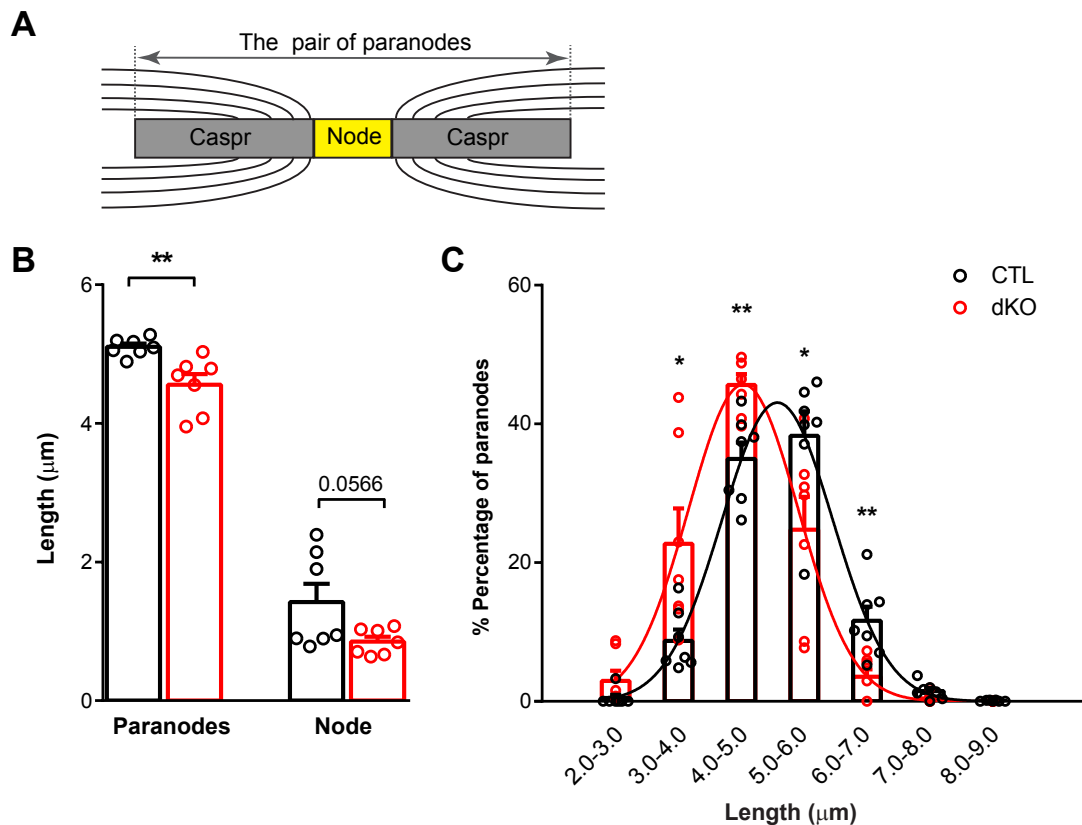 A
The pair of paranodes
Caspr
Node
Caspr
B
6
4
2
0
Length (μm)
**
0.0566
Paranodes
Node
C
60
40
20
0
% Percentage of paranodes
CTL
dKO
*
**
*
**
2.0-3.0
3.0-4.0
4.0-5.0
5.0-6.0
6.0-7.0
7.0-8.0
8.0-9.0
Length (μm)